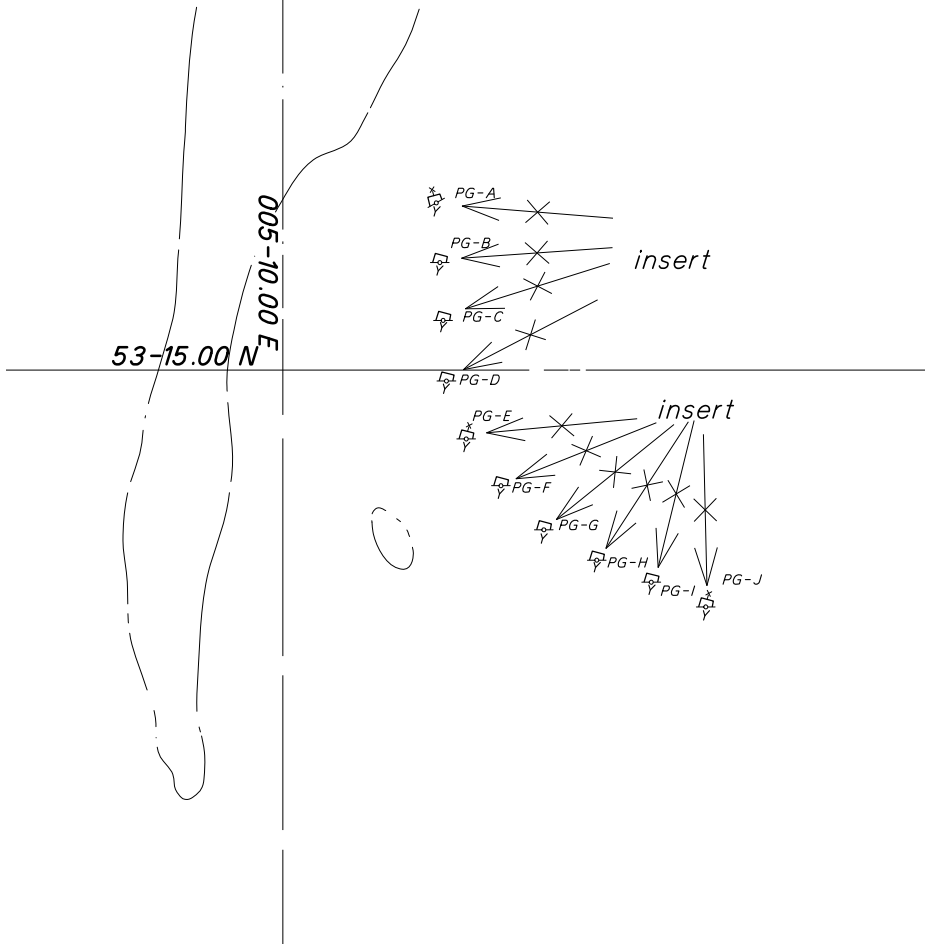 PG-A
005-10.00 E
PG-B
insert
PG-C
53-15.00 N
PG-D
insert
PG-E
PG-F
PG-G
PG-H
PG-I
PG-J